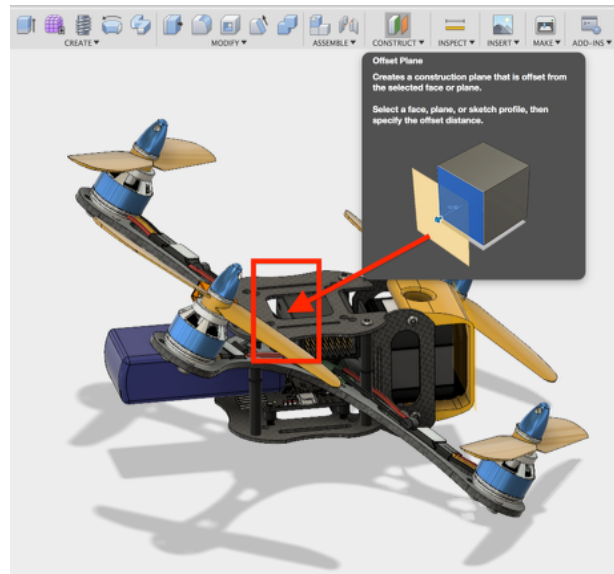 CREATE ▾ MODIFY ▾ ASSEMBLE ▾ CONSTRUCT ▾ INSPECT ▾ INSERT ▾ MAKE ▾ ADD-INS ▾
Offset Plane
Creates a construction plane that is offset from
the selected face or plane.
Select a face, plane, or sketch profile, then
specify the offset distance.